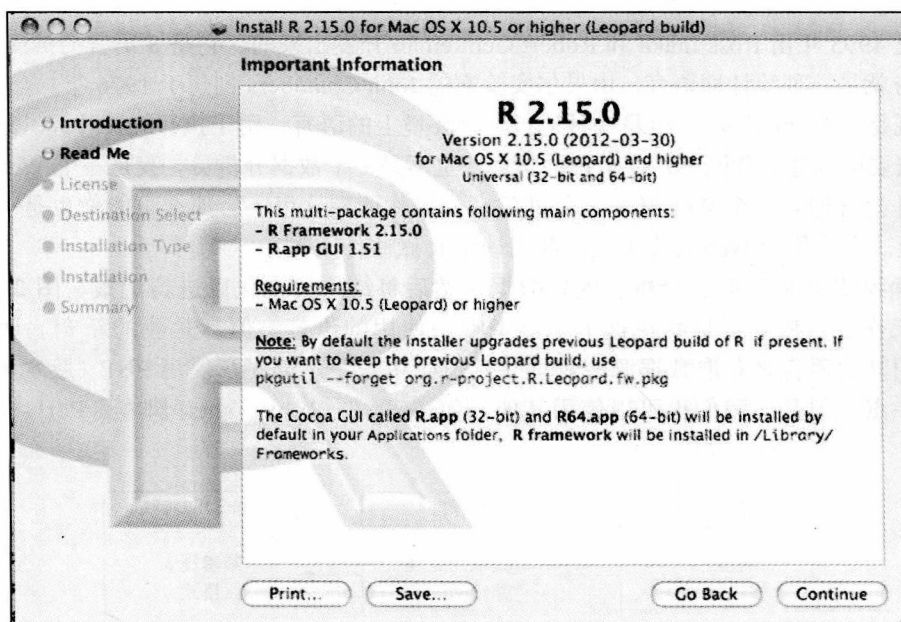 Install R 2.15.0 for Mac OS X 10.5 or higher (Leopard build)
Important Information
Introduction
Read Me
License
Destination Select
Installation Type
Installation
Summary
R 2.15.0
Version 2.15.0 (2012-03-30)
for Mac OS X 10.5 (Leopard) and higher
Universal (32-bit and 64-bit)
This multi-package contains following main components:
- R Framework 2.15.0
- R.app GUI 1.51
Requirements:
- Mac OS X 10.5 (Leopard) or higher
Note: By default the installer upgrades previous Leopard build of R if present. If
you want to keep the previous Leopard build, use
pkgutil --forget org.r-project.R.Leopard.fw.pkg
The Cocoa GUI called R.app (32-bit) and R64.app (64-bit) will be installed by
default in your Applications folder, R framework will be installed in /Library/
Frameworks.
Print...
Save...
Go Back
Continue